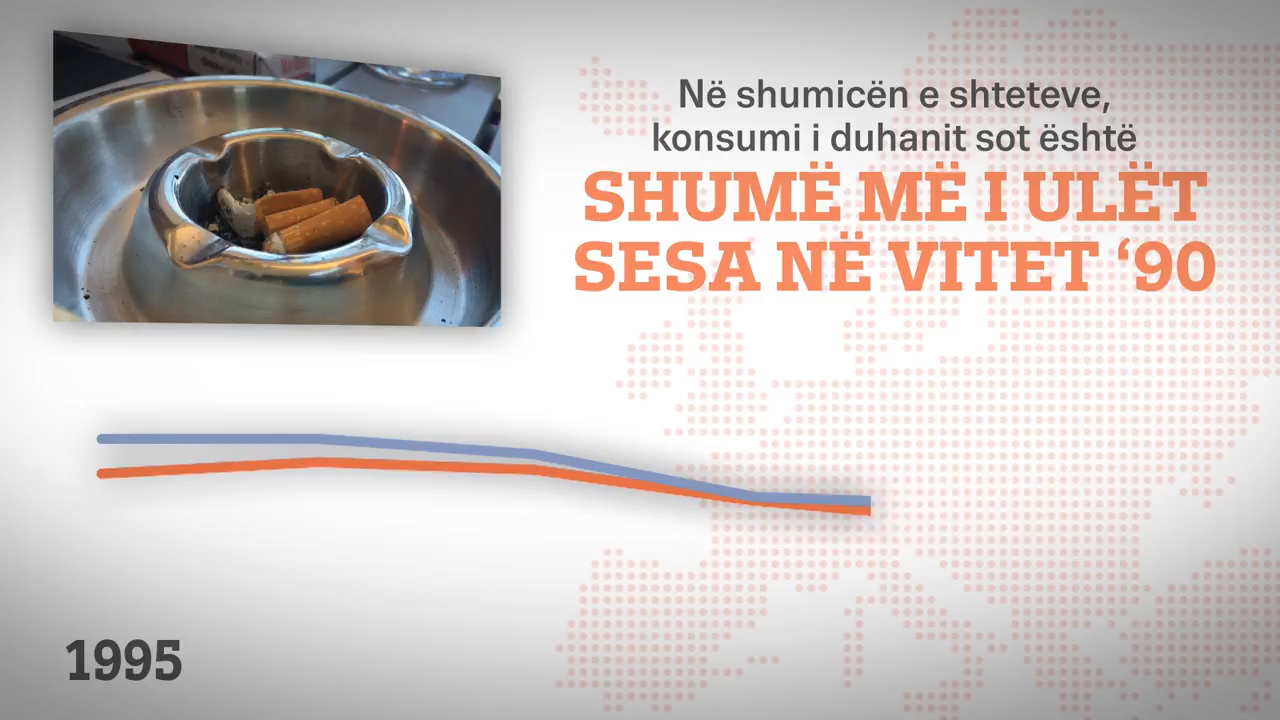 Në shumicën e shteteve,
konsumi i duhanit sot është
SHUMË MË I ULËT
SESA NË VITET ‘90
1995